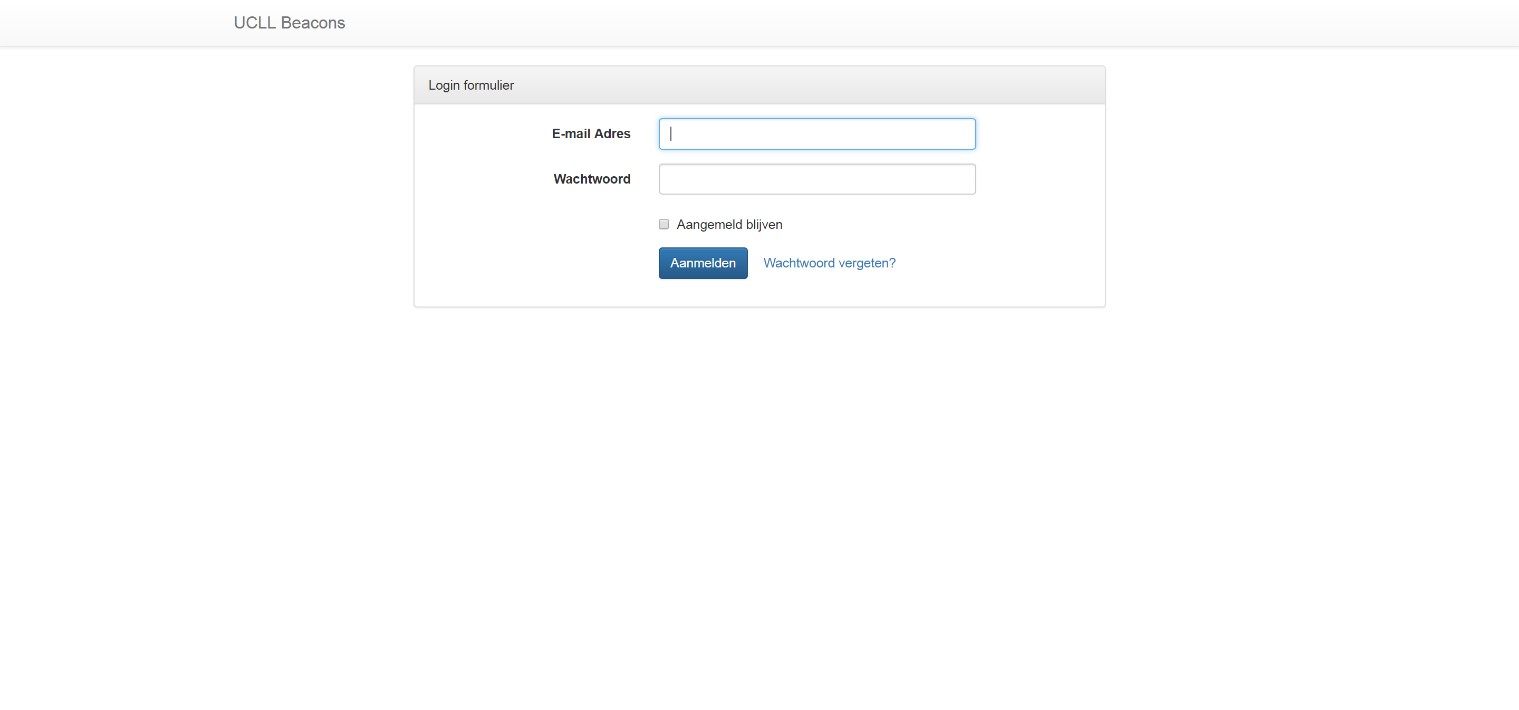 UCLL Beacons
Login formulier
E-mail Adres
Wachtwoord
Aangemeld blijven
Aanmelden Wachtwoord vergeten?